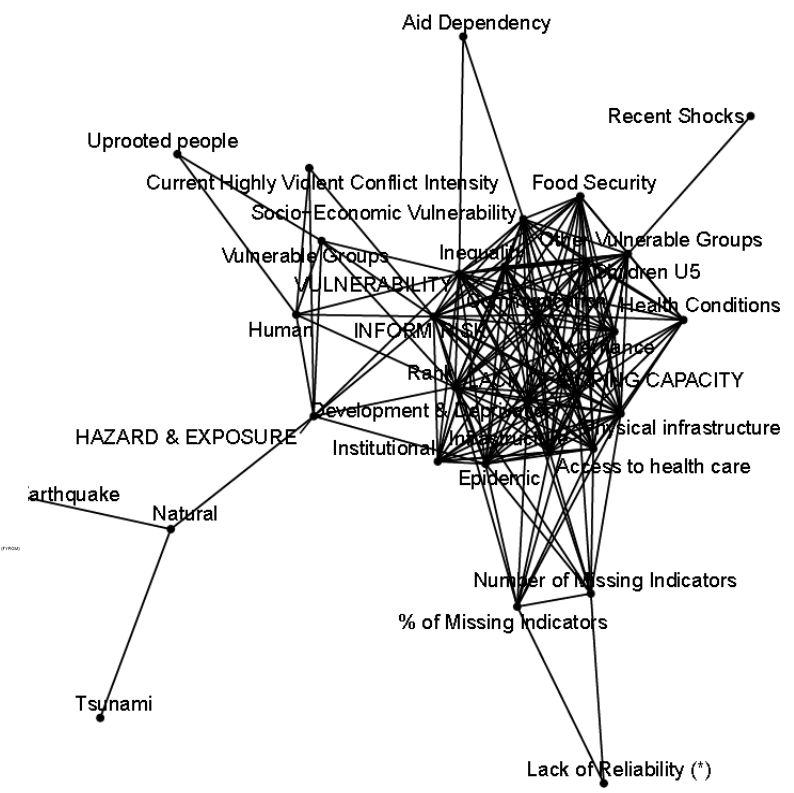 Aid Dependency
Recent Shocks
Uprooted people
Current Highly Violent Conflict Intensity
Food Security
Socio-Economic Vulnerability
Other Vulnerable Groups
Vulnerable Groups
Inequality
Children U5
VULNERABILITY
Communication
Health Conditions
Human
INFORM RISK
Governance
Rank
LACK COPING CAPACITY
Development & Deprivation
Physical infrastructure
HAZARD & EXPOSURE
Institutional
Infrastructure
Access to health care
Epidemic
arthquake
Natural
(FYROM)
Number of Missing Indicators
% of Missing Indicators
Tsunami
Lack of Reliability (*)